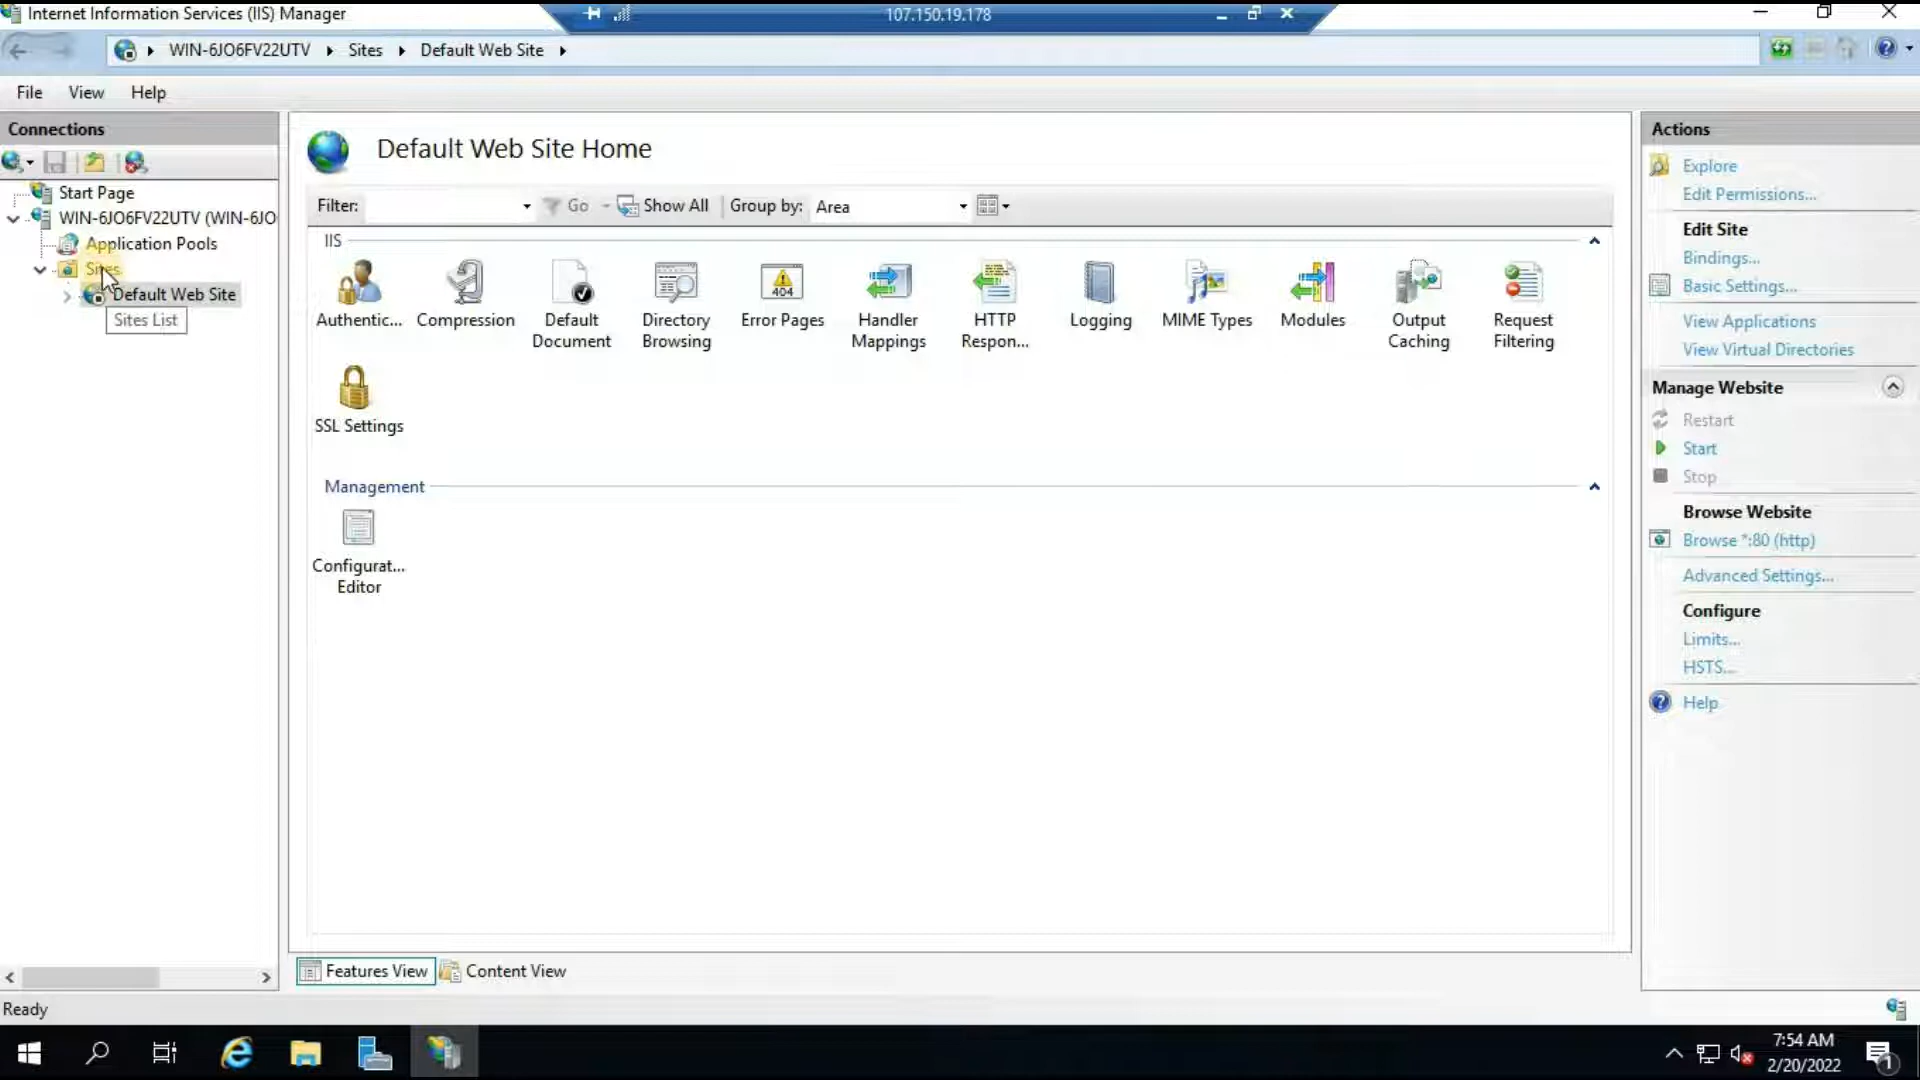 Internet Information Services (IIS) Manager
107.150.19.178
WIN-6JO6FV22UTV
Sites
Default Web Site
File
View
Help
Connections
Start Page
WIN-6JO6FV22UTV (WIN-6JO
Application Pools
Sites
Default Web Site
Sites List
Default Web Site Home
Filter:
Go
Show All
Group by:
Area
IIS
Authentic...
Compression
Default
Document
Directory
Browsing
Error Pages
404
Handler
Mappings
HTTP
Respon...
Logging
MIME Types
Modules
Output
Caching
Request
Filtering
SSL Settings
Management
Configurat...
Editor
Features View
Content View
Actions
Explore
Edit Permissions...
Edit Site
Bindings...
Basic Settings...
View Applications
View Virtual Directories
Manage Website
Restart
Start
Stop
Browse Website
Browse *:80 (http)
Advanced Settings...
Configure
Limits...
HSTS...
Help
Ready
7:54 AM
2/20/2022
1